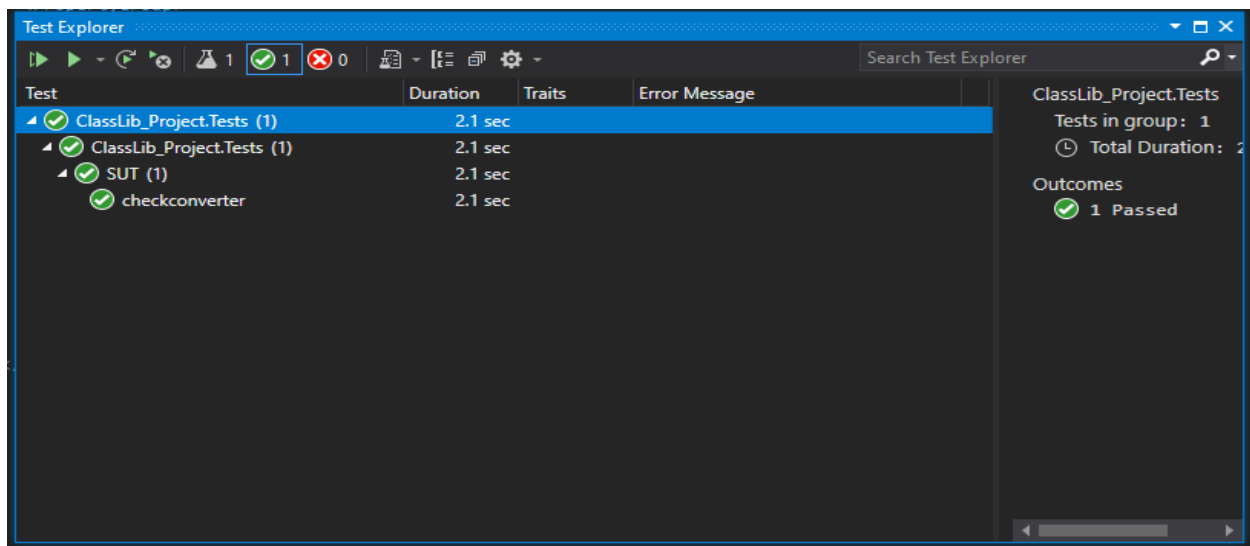 Test Explorer
1 1 0 Search Test Explorer
Test Duration Traits Error Message
ClassLib_Project.Tests (1) 2.1 sec
ClassLib_Project.Tests (1) 2.1 sec
SUT (1) 2.1 sec
checkconverter 2.1 sec
ClassLib_Project.Tests
Tests in group: 1
Total Duration:
Outcomes
1 Passed